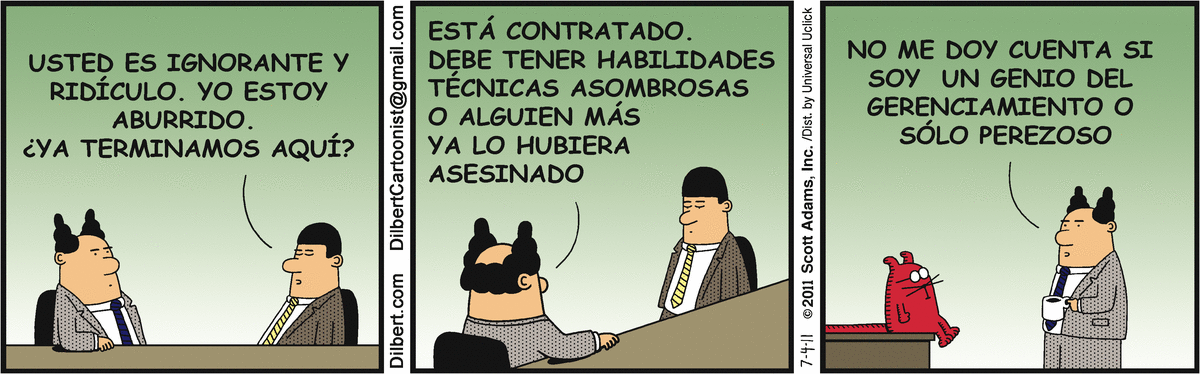 USTED ES IGNORANTE Y
RIDÍCULO. YO ESTOY
ABURRIDO.
¿YA TERMINAMOS AQUÍ?
Dilbert.com DilbertCartoonist@gmail.com
ESTÁ CONTRATADO.
DEBE TENER HABILIDADES
TÉCNICAS ASOMBROSAS
O ALGUIEN MÁS
YA LO HUBIERA
ASESINADO
7-4-11 ©2011 Scott Adams, Inc. /Dist. by Universal Uclick
NO ME DOY CUENTA SI
SOY UN GENIO DEL
GERENCIAMIENTO O
SÓLO PEREZOSO